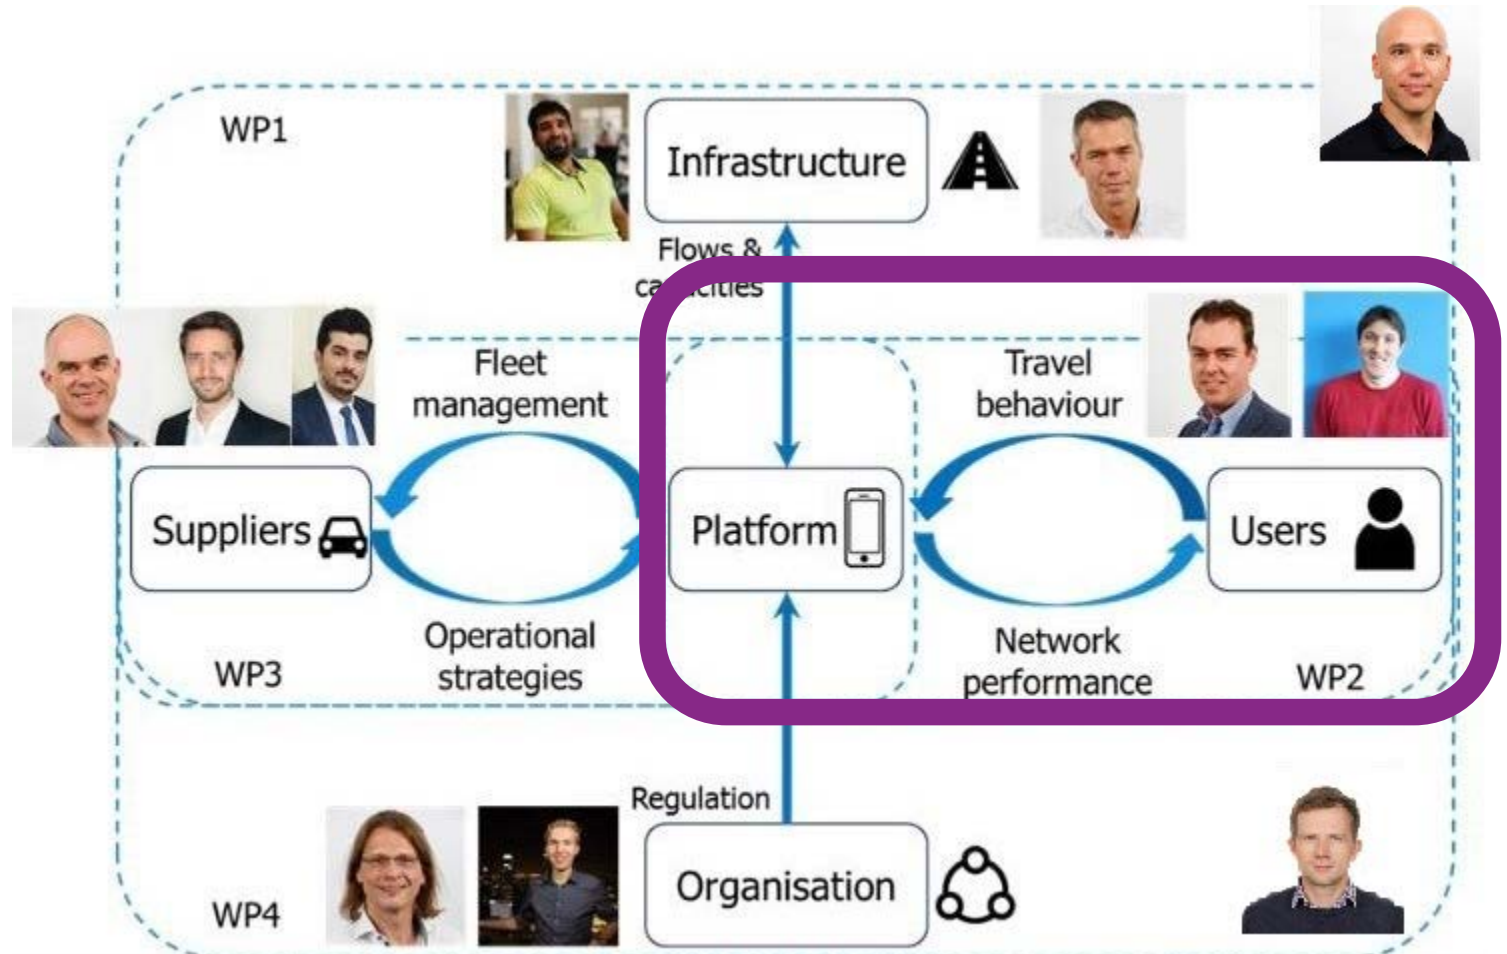 WP1
Infrastructure
Flows &
capacities
Fleet
management
Travel
behaviour
Suppliers
Platform
Users
Operational
strategies
Network
performance
WP3
WP2
Regulation
Organisation
WP4